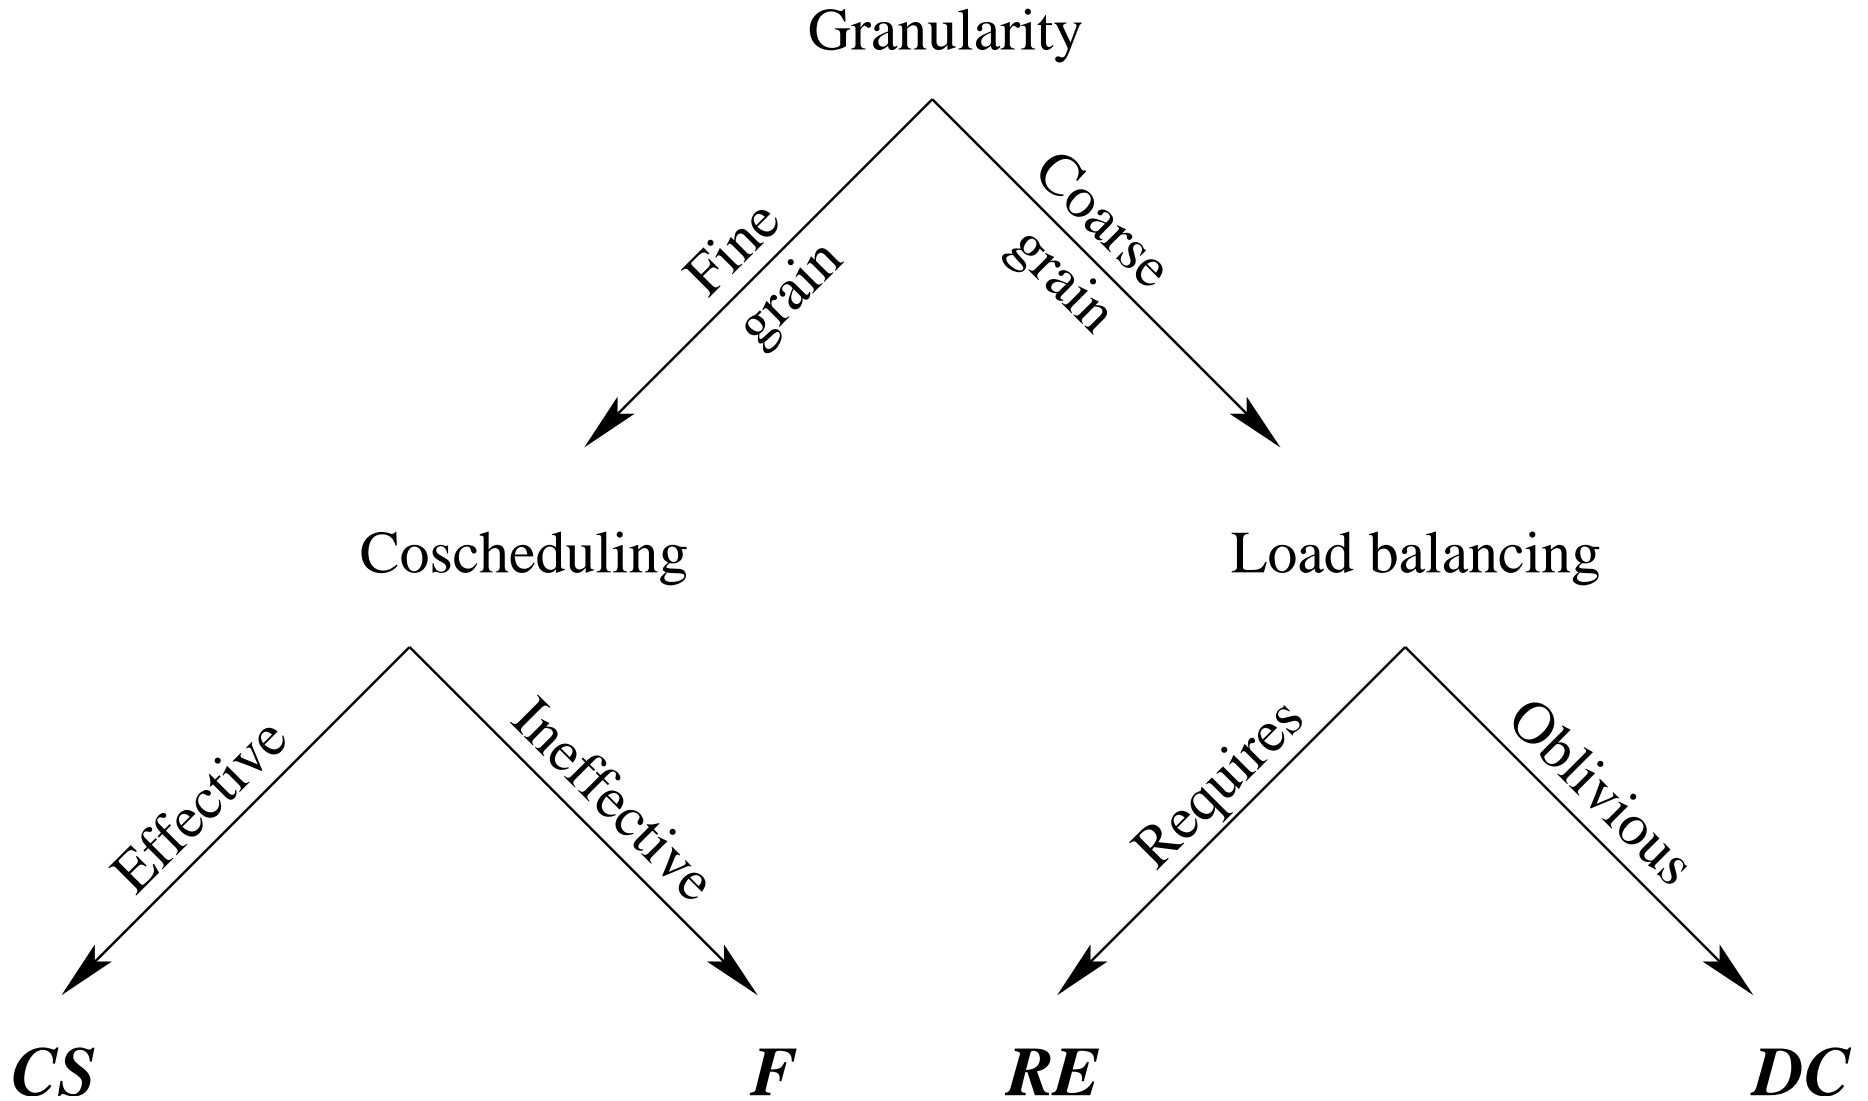 Granularity
Fine
grain
Coarse
grain
Coscheduling
Load balancing
Effective
Ineffective
Requires
Oblivious
CS
F
RE
DC